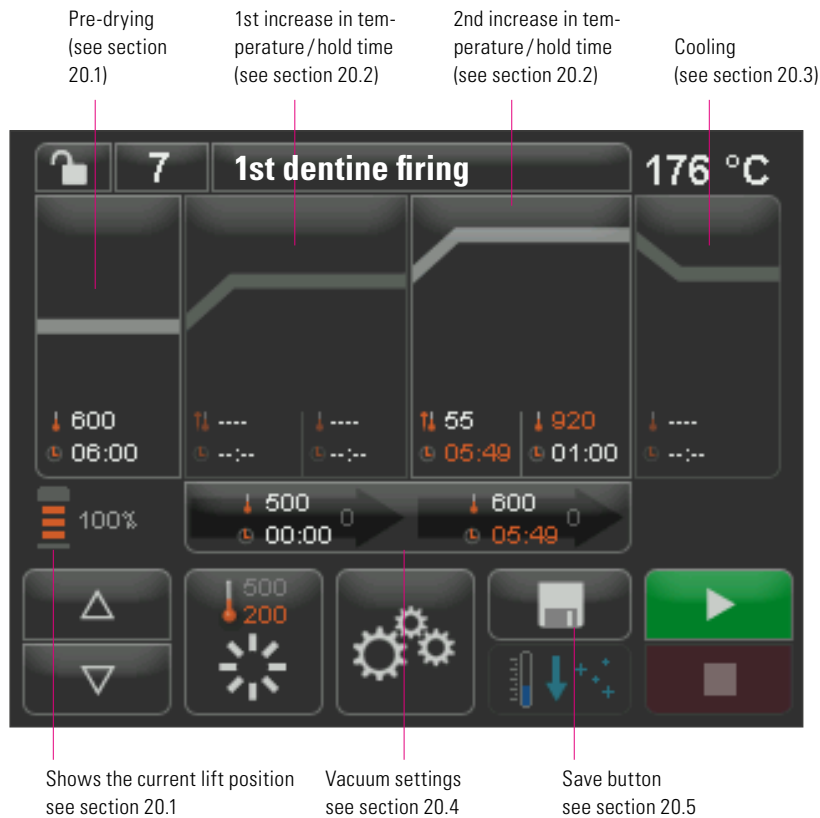 Pre-drying
(see section
20.1)
1st increase in tem-
perature / hold time
(see section 20.2)
2nd increase in tem-
perature / hold time
(see section 20.2)
Cooling
(see section 20.3)
7
1st dentine firing
176 °C
600
06:00
----
--:--
----
--:--
55
05:49
920
01:00
----
--:--
100%
500
00:00
0
600
05:49
0
500
200
Shows the current lift position
see section 20.1
Vacuum settings
see section 20.4
Save button
see section 20.5